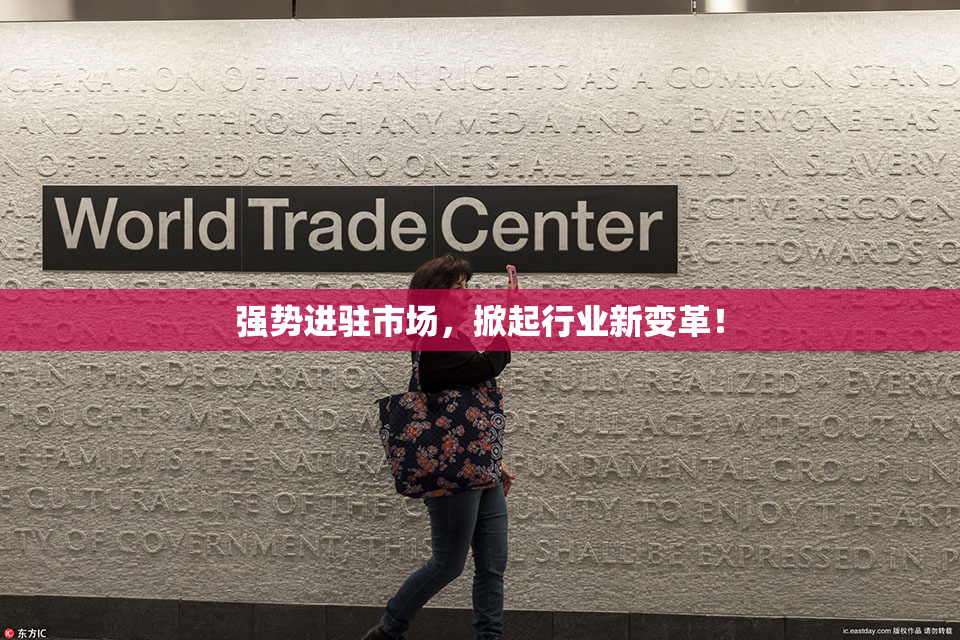 CLARATION OF HUMAN RIGHTS AS A COMMON STAND
AND IDEAS THROUGH ANY MEDIA AND EVERYONE HAS T
OF THIS PLEDGE NO ONE SHALL BE HELD IN SLAVERY
World Trade Center
ECTIVE RECOGN
ACT TOWARDS O
强势进驻市场，掀起行业新变革！
IN THIS DECLARATION FULLY REALIZED EVERYO
THOUGHT MEN AND OF FULL AGE, WITHO
E FAMILY IS THE NATURA FUNDAMENTAL GROUP
E CULTURAL LIFE OF THE UNITY, TO ENJOY THE ART
TY OF GOVERNMENT; THIS SHALL BE EXPRESSED IN P
东方IC
ic.eastday.com 版权作品 请勿转载